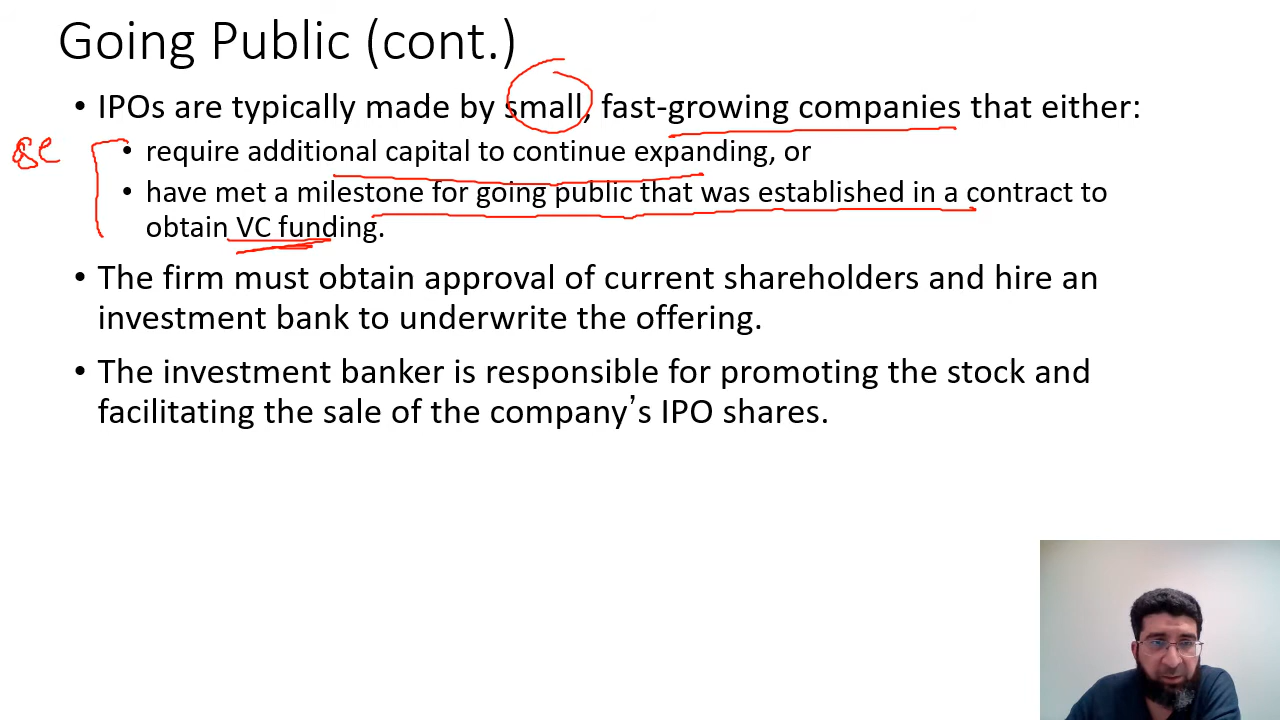 Going Public (cont.)
• IPOs are typically made by small, fast-growing companies that either:
• require additional capital to continue expanding, or
• have met a milestone for going public that was established in a contract to
obtain VC funding.
• The firm must obtain approval of current shareholders and hire an
investment bank to underwrite the offering.
• The investment banker is responsible for promoting the stock and
facilitating the sale of the company’s IPO shares.